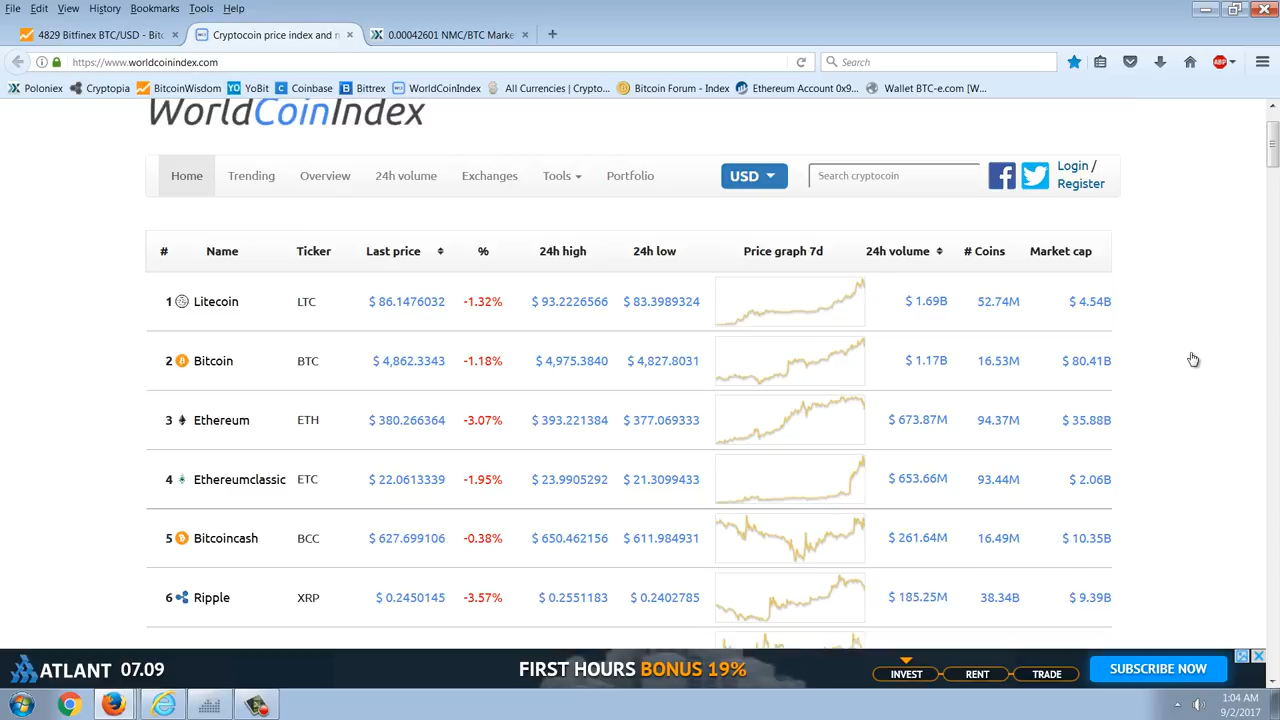 File Edit View History Bookmarks Tools Help
4829 Bitfinex BTC/USD - Bitc
Cryptocoin price index and n
0.00042601 NMC/BTC Marke
https://www.worldcoinindex.com
Search
ABP
Poloniex Cryptopia BitcoinWisdom YoBit Coinbase Bittrex WorldCoinIndex All Currencies | Crypto... Bitcoin Forum - Index Ethereum Account 0x9... Wallet BTC-e.com [W...
WorldCoinIndex
Home Trending Overview 24h volume Exchanges Tools Portfolio USD Search cryptocoin Login /
Register
# Name Ticker Last price % 24h high 24h low Price graph 7d 24h volume # Coins Market cap
1 Litecoin LTC $ 86.1476032 -1.32% $ 93.2226566 $ 83.3989324 $ 1.69B 52.74M $ 4.54B
2 Bitcoin BTC $ 4,862.3343 -1.18% $ 4,975.3840 $ 4,827.8031 $ 1.17B 16.53M $ 80.41B
3 Ethereum ETH $ 380.266364 -3.07% $ 393.221384 $ 377.069333 $ 673.87M 94.37M $ 35.88B
4 Ethereumclassic ETC $ 22.0613339 -1.95% $ 23.9905292 $ 21.3099433 $ 653.66M 93.44M $ 2.06B
5 Bitcoincash BCC $ 627.699106 -0.38% $ 650.462156 $ 611.984931 $ 261.64M 16.49M $ 10.35B
6 Ripple XRP $ 0.2450145 -3.57% $ 0.2551183 $ 0.2402785 $ 185.25M 38.34B $ 9.39B
ATLANT 07.09 FIRST HOURS BONUS 19% INVEST RENT TRADE SUBSCRIBE NOW
1:04 AM
9/2/2017